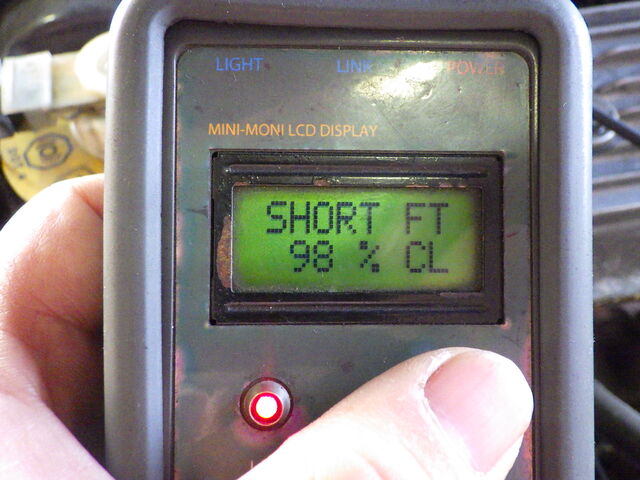 LIGHT LINK POWER
MINI-MONI LCD DISPLAY
SHORT FT
98 % CL